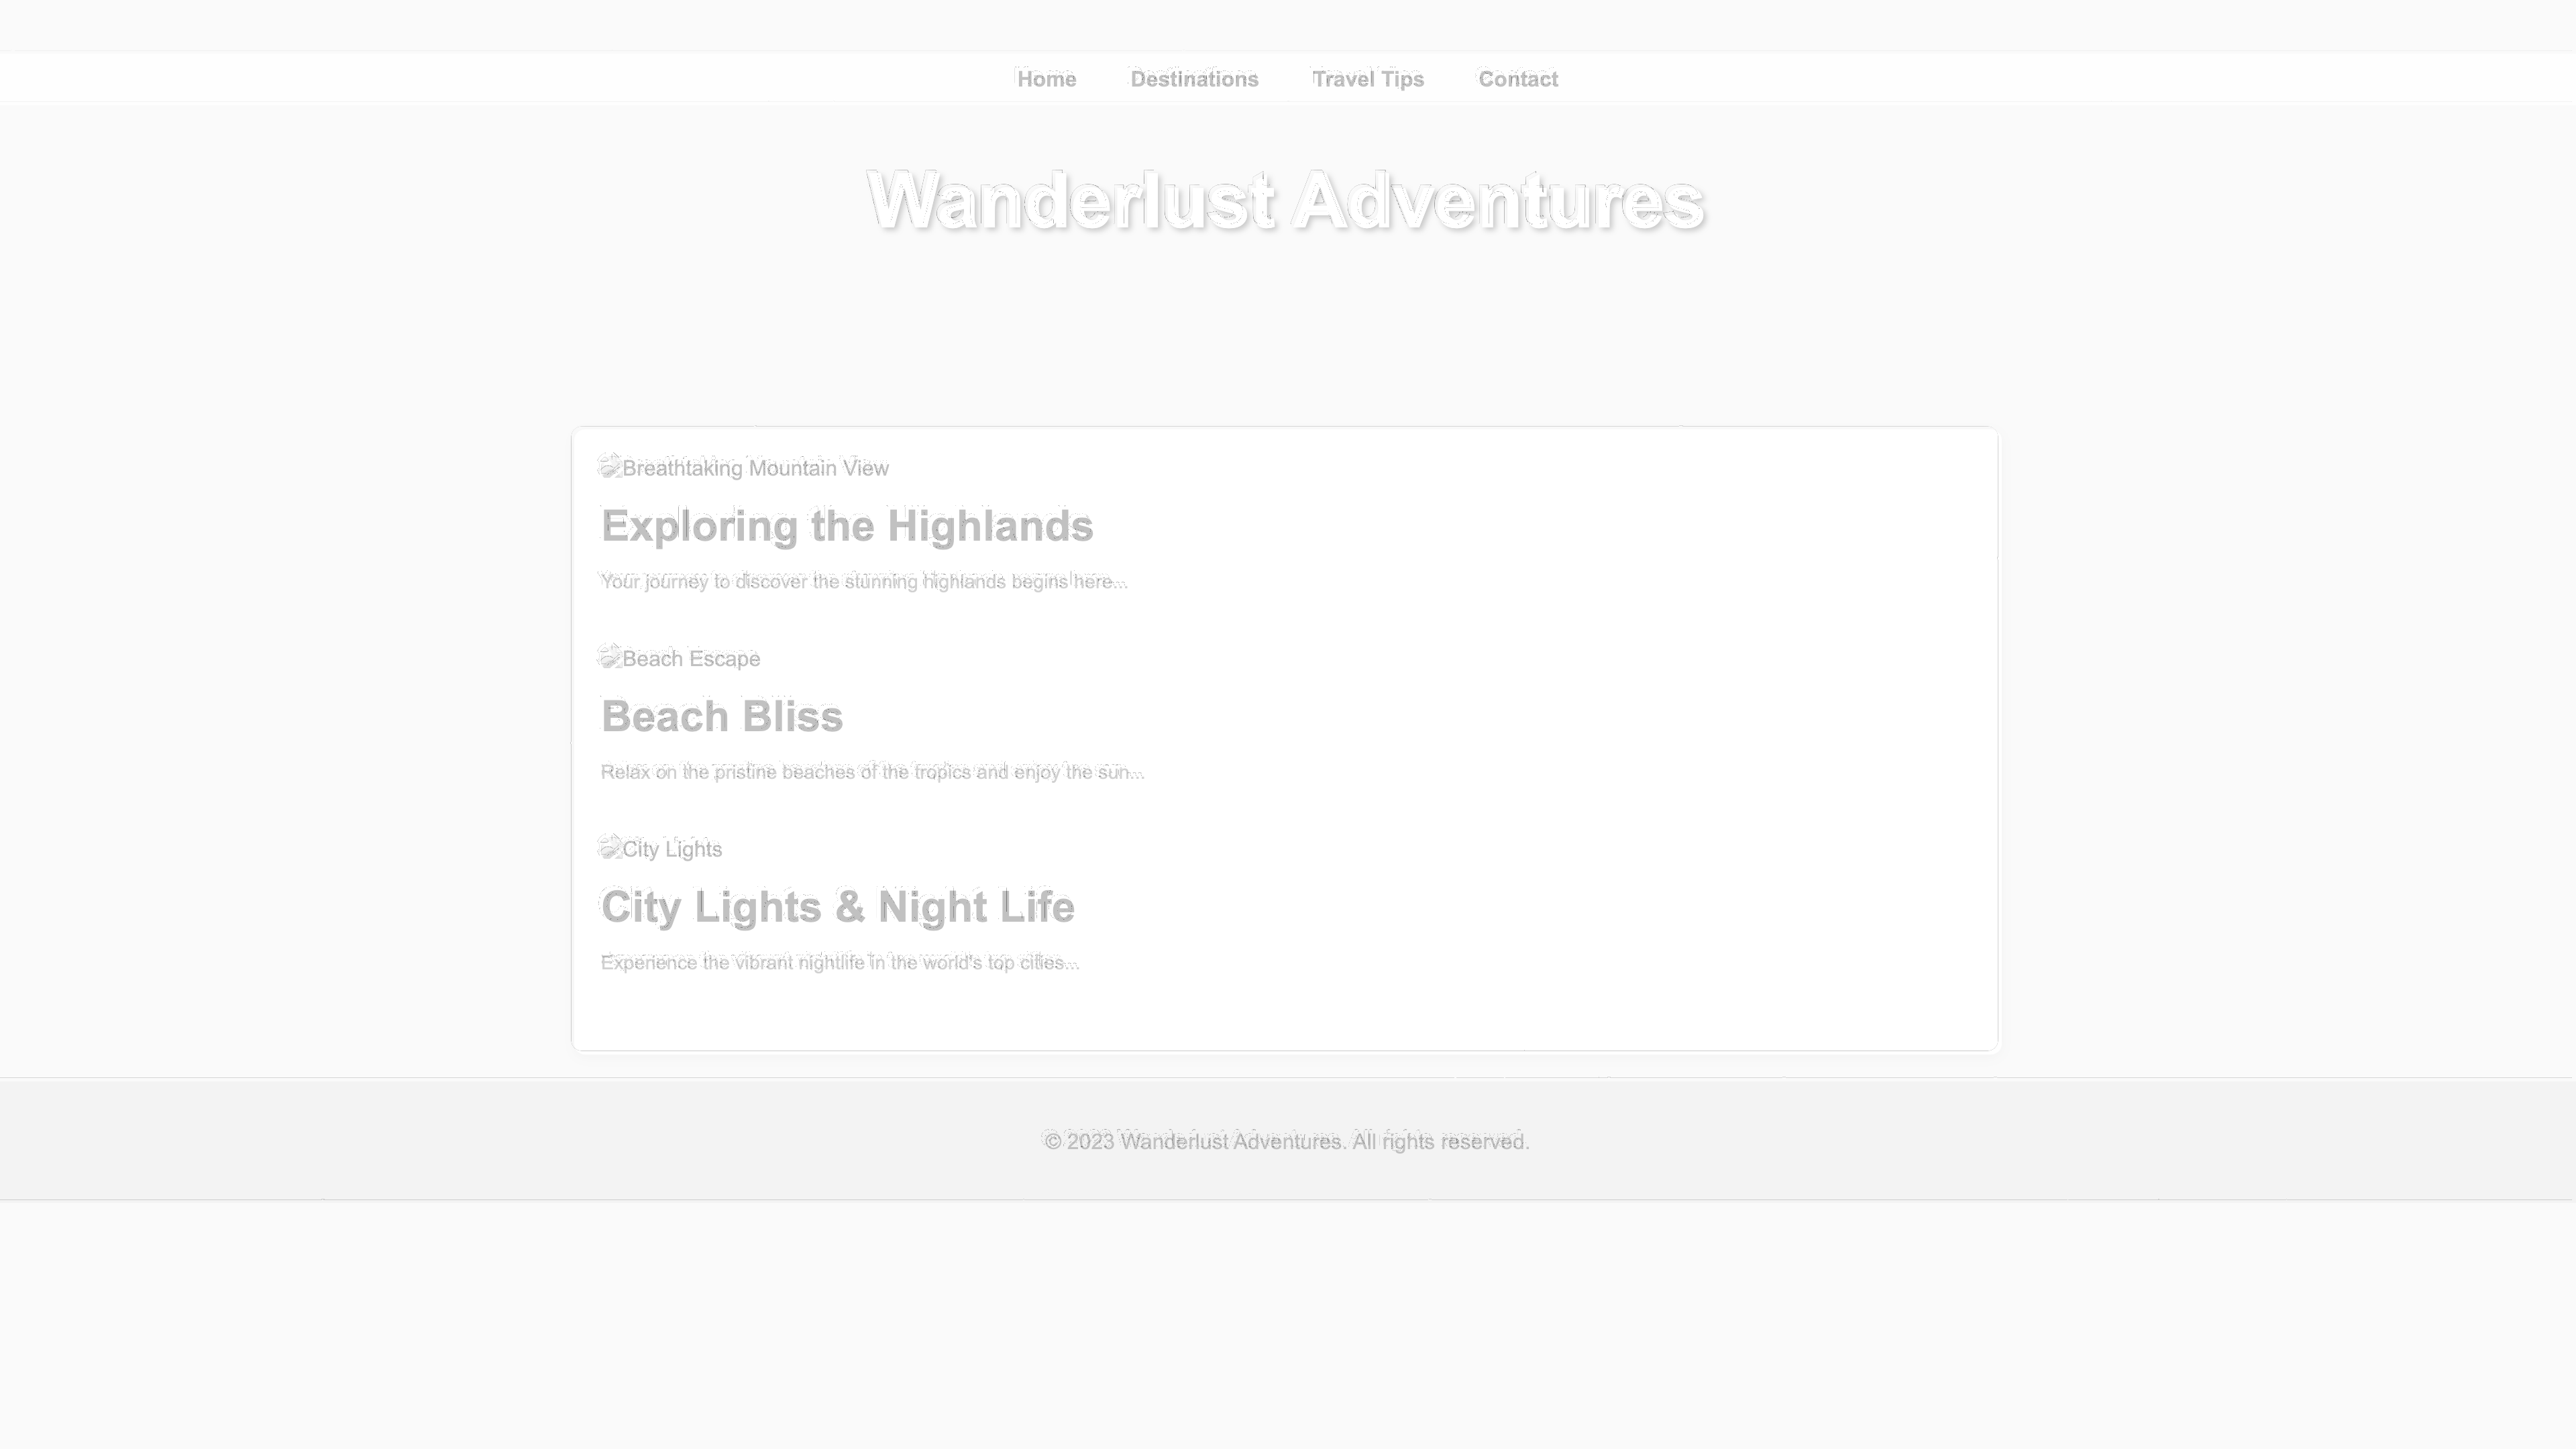 Home Destinations Travel Tips Contact
Wanderlust Adventures
Breathtaking Mountain View
Exploring the Highlands
Your journey to discover the stunning highlands begins here...
Beach Escape
Beach Bliss
Relax on the pristine beaches of the tropics and enjoy the sun...
City Lights
City Lights & Night Life
Experience the vibrant nightlife in the world's top cities...
© 2023 Wanderlust Adventures. All rights reserved.